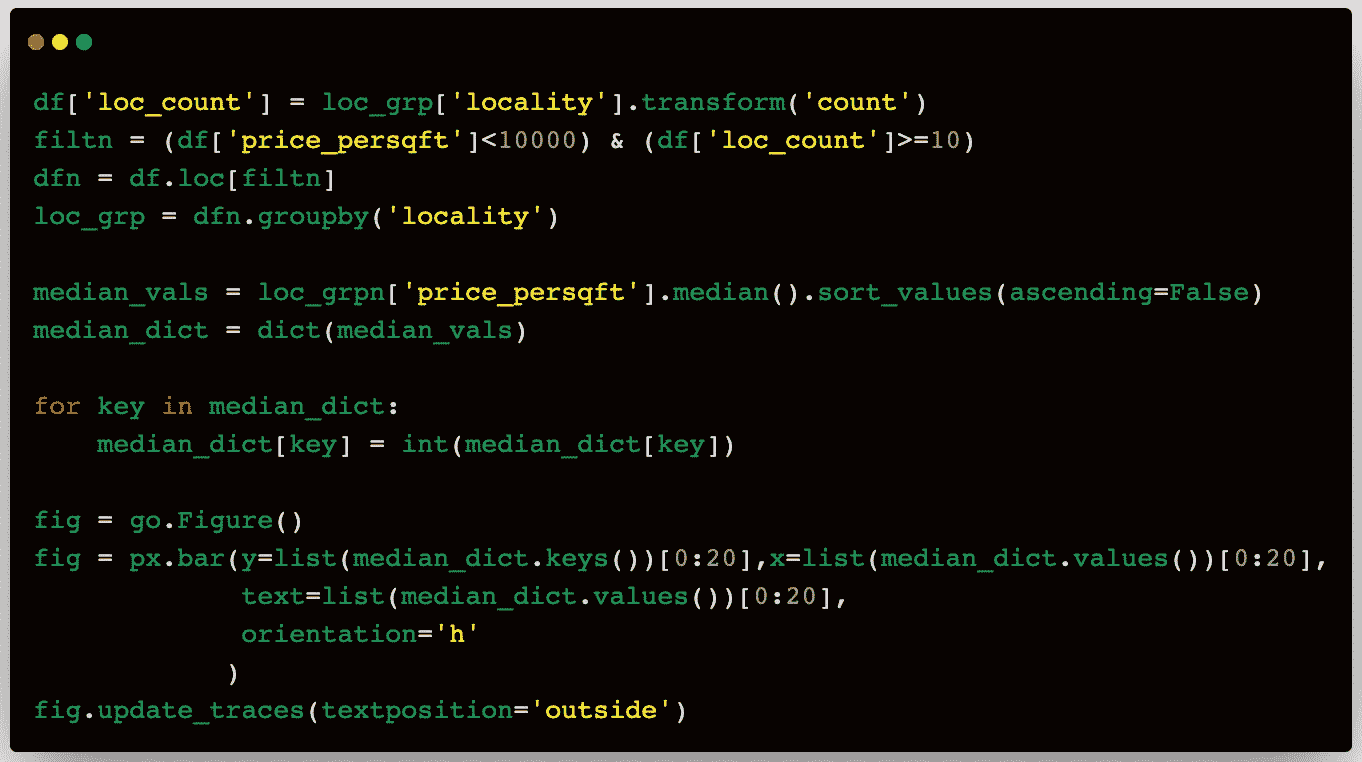 df['loc_count'] = loc_grp['locality'].transform('count')
filtn = (df['price_persqft']<10000) & (df['loc_count']>=10)
dfn = df.loc[filtn]
loc_grp = dfn.groupby('locality')

median_vals = loc_grpn['price_persqft'].median().sort_values(ascending=False)
median_dict = dict(median_vals)

for key in median_dict:
    median_dict[key] = int(median_dict[key])

fig = go.Figure()
fig = px.bar(y=list(median_dict.keys())[0:20],x=list(median_dict.values())[0:20],
             text=list(median_dict.values())[0:20],
             orientation='h'
            )
fig.update_traces(textposition='outside')